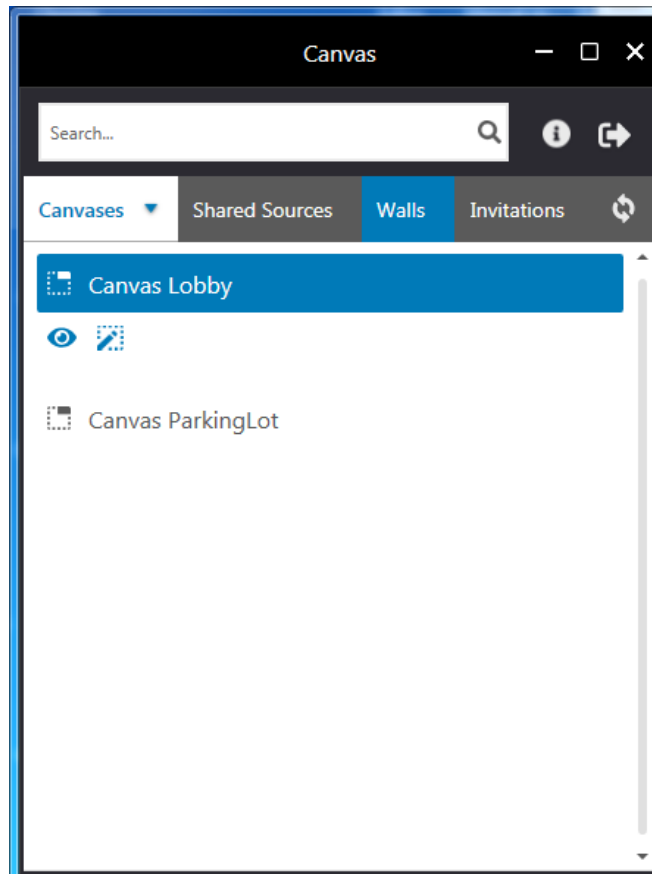 Canvas
Search...
Canvases Shared Sources Walls Invitations
Canvas Lobby
Canvas ParkingLot